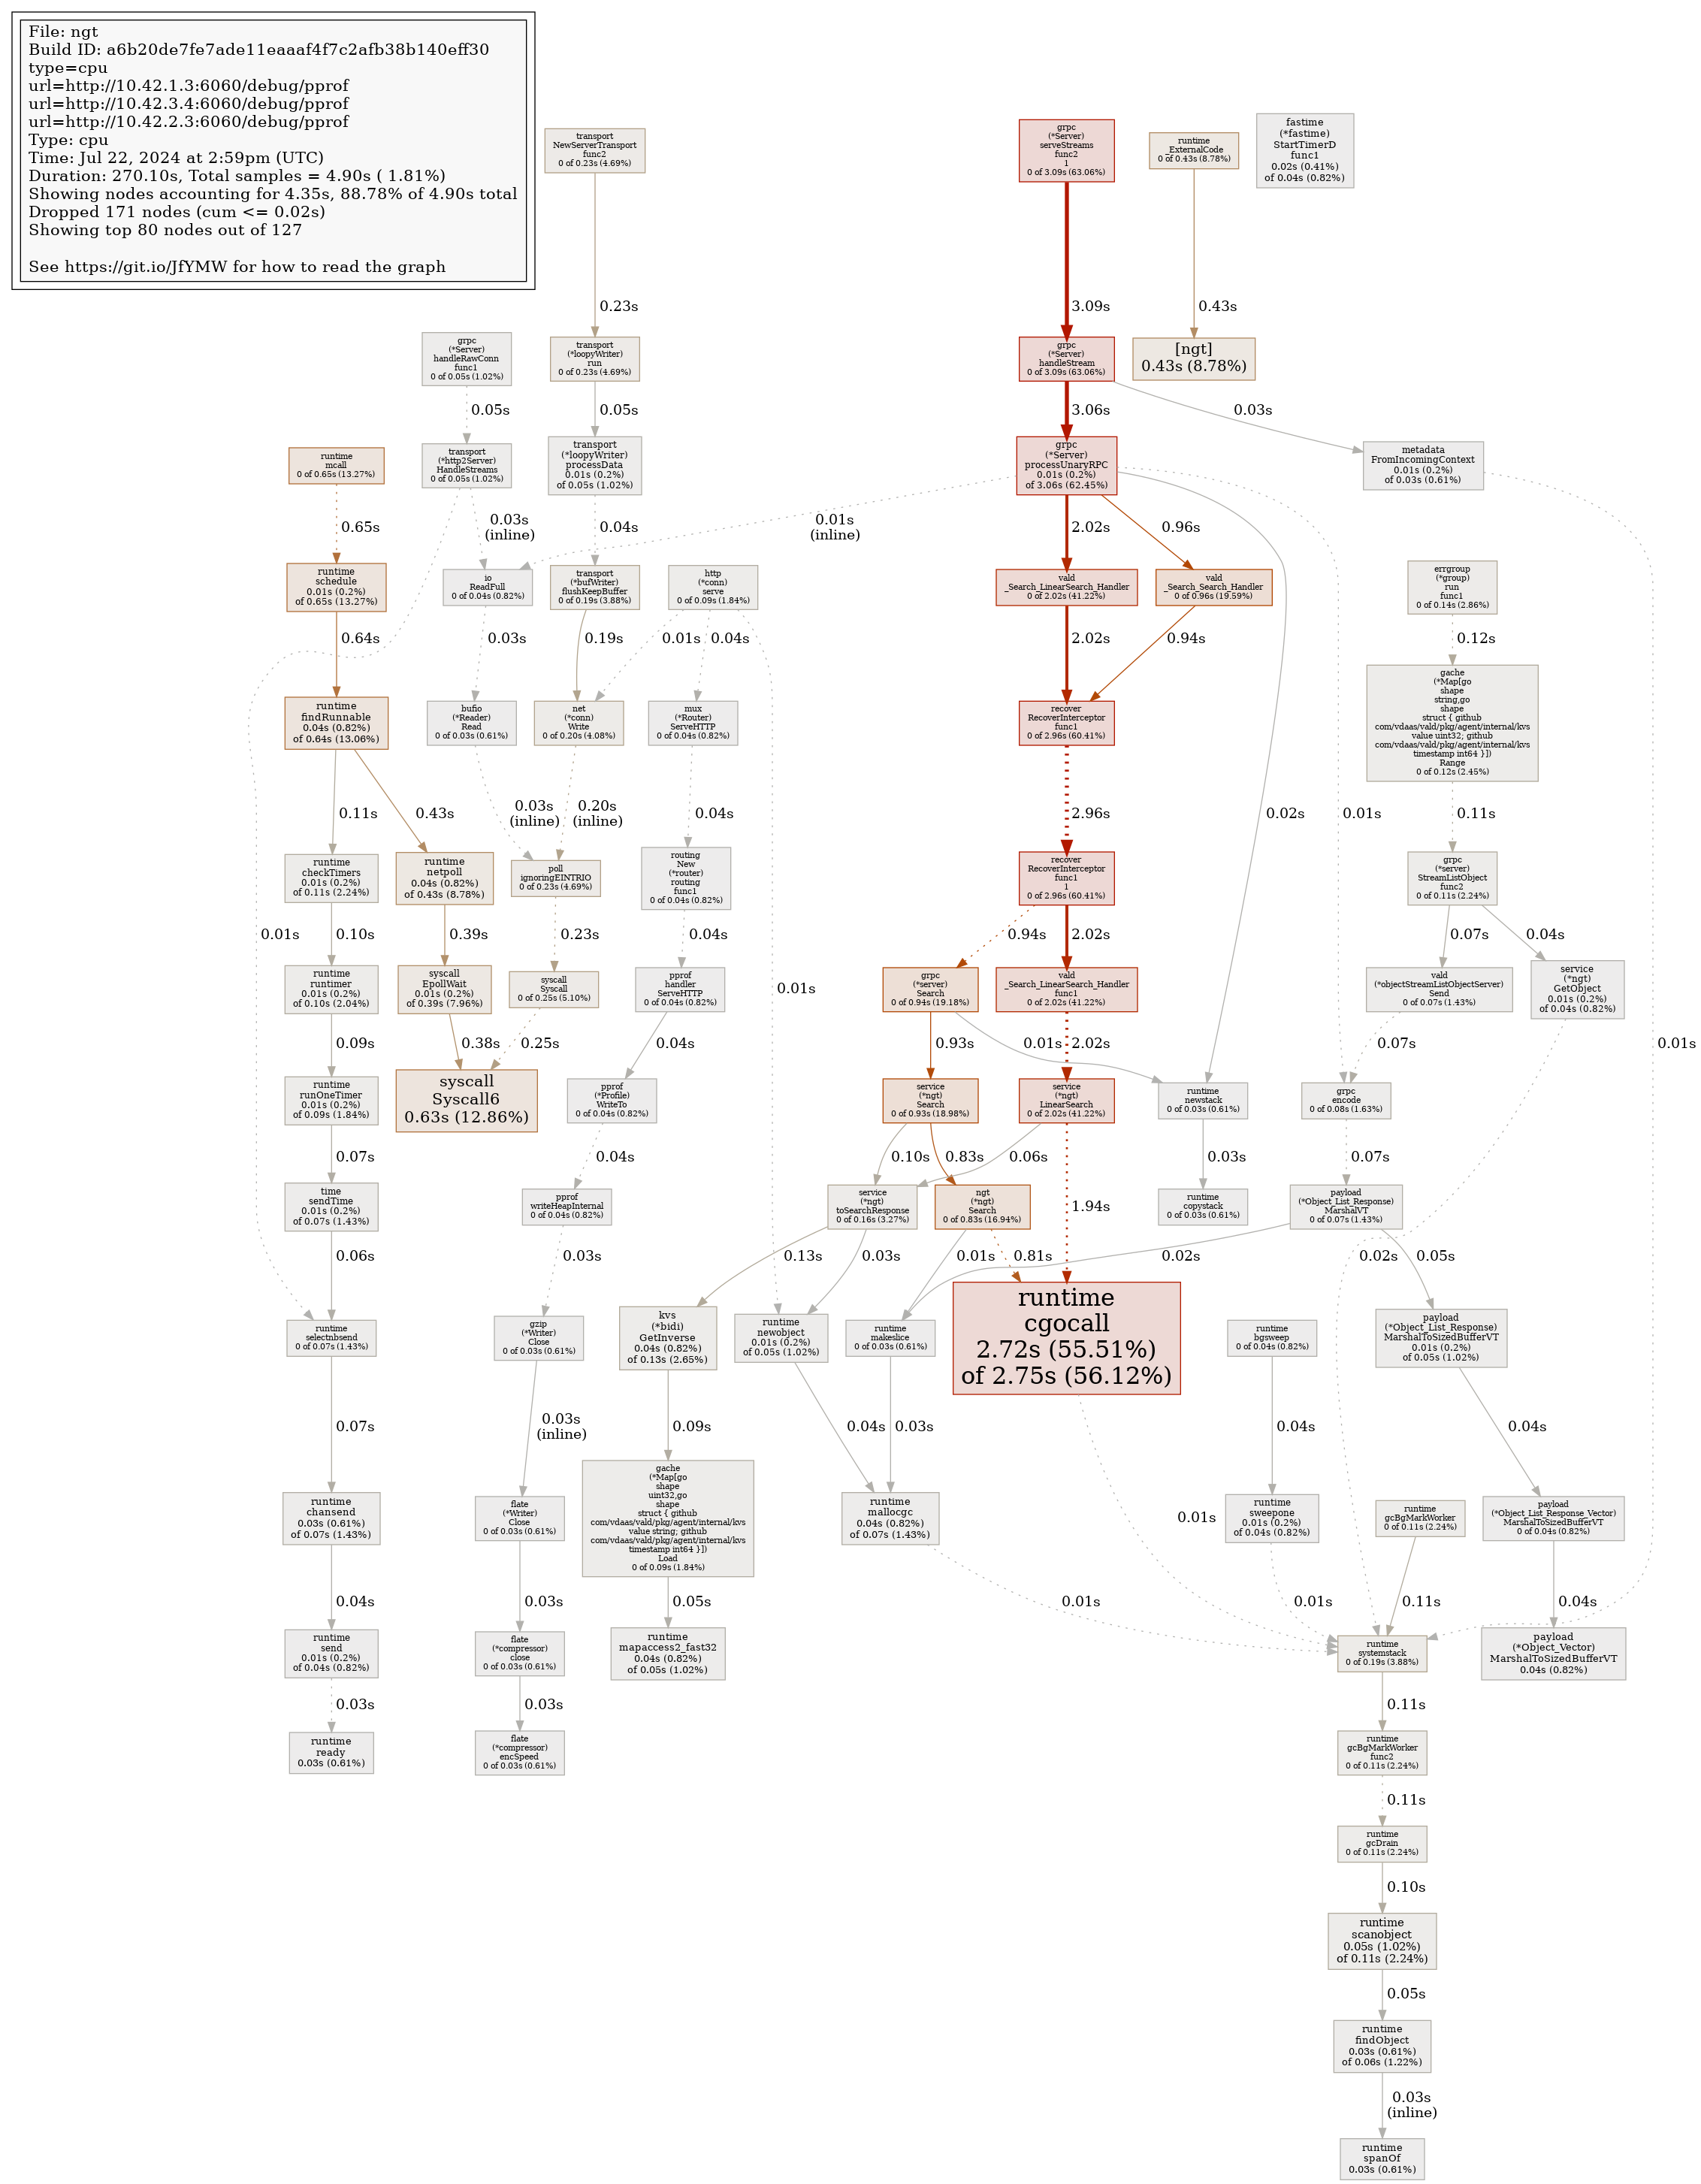 File: ngt
Build ID: a6b20de7fe7ade11eaaaf4f7c2afb38b140eff30
type=cpu
url=http://10.42.1.3:6060/debug/pprof
url=http://10.42.3.4:6060/debug/pprof
url=http://10.42.2.3:6060/debug/pprof
Type: cpu
Time: Jul 22, 2024 at 2:59pm (UTC)
Duration: 270.10s, Total samples = 4.90s ( 1.81%)
Showing nodes accounting for 4.35s, 88.78% of 4.90s total
Dropped 171 nodes (cum <= 0.02s)
Showing top 80 nodes out of 127
See https://git.io/JfYMW for how to read the graph
transport
NewServerTransport
func2
0 of 0.23s (4.69%)
grpc
(*Server)
serveStreams
func2
1
0 of 3.09s (63.06%)
runtime
_ExternalCode
0 of 0.43s (8.78%)
fastime
(*fastime)
StartTimerD
func1
0.02s (0.41%)
of 0.04s (0.82%)
0.23s
3.09s
0.43s
grpc
(*Server)
handleRawConn
func1
0 of 0.05s (1.02%)
transport
(*loopyWriter)
run
0 of 0.23s (4.69%)
grpc
(*Server)
handleStream
0 of 3.09s (63.06%)
[ngt]
0.43s (8.78%)
0.05s
0.05s
3.06s
0.03s
runtime
mcall
0 of 0.65s (13.27%)
transport
(*http2Server)
HandleStreams
0 of 0.05s (1.02%)
transport
(*loopyWriter)
processData
0.01s (0.2%)
of 0.05s (1.02%)
grpc
(*Server)
processUnaryRPC
0.01s (0.2%)
of 3.06s (62.45%)
metadata
FromIncomingContext
0.01s (0.2%)
of 0.03s (0.61%)
0.65s
0.03s
(inline)
0.04s
0.01s
(inline)
2.02s
0.96s
runtime
schedule
0.01s (0.2%)
of 0.65s (13.27%)
io
ReadFull
0 of 0.04s (0.82%)
transport
(*bufWriter)
flushKeepBuffer
0 of 0.19s (3.88%)
http
(*conn)
serve
0 of 0.09s (1.84%)
vald
_Search_LinearSearch_Handler
0 of 2.02s (41.22%)
vald
_Search_Search_Handler
0 of 0.96s (19.59%)
errgroup
(*group)
run
func1
0 of 0.14s (2.86%)
0.64s
0.03s
0.19s
0.01s
0.04s
2.02s
0.94s
0.12s
runtime
findRunnable
0.04s (0.82%)
of 0.64s (13.06%)
bufio
(*Reader)
Read
0 of 0.03s (0.61%)
net
(*conn)
Write
0 of 0.20s (4.08%)
mux
(*Router)
ServeHTTP
0 of 0.04s (0.82%)
recover
RecoverInterceptor
func1
0 of 2.96s (60.41%)
gache
(*Map[go
shape
string,go
shape
struct { github
com/vdaas/vald/pkg/agent/internal/kvs
value uint32; github
com/vdaas/vald/pkg/agent/internal/kvs
timestamp int64 }])
Range
0 of 0.12s (2.45%)
0.11s
0.43s
0.03s
(inline)
0.20s
(inline)
0.04s
2.96s
0.02s
0.01s
0.11s
runtime
checkTimers
0.01s (0.2%)
of 0.11s (2.24%)
runtime
netpoll
0.04s (0.82%)
of 0.43s (8.78%)
poll
ignoringEINTRIO
0 of 0.23s (4.69%)
routing
New
(*router)
routing
func1
0 of 0.04s (0.82%)
recover
RecoverInterceptor
func1
1
0 of 2.96s (60.41%)
grpc
(*server)
StreamListObject
func2
0 of 0.11s (2.24%)
0.01s
0.10s
0.39s
0.23s
0.04s
0.94s
2.02s
0.07s
0.04s
runtime
runtimer
0.01s (0.2%)
of 0.10s (2.04%)
syscall
EpollWait
0.01s (0.2%)
of 0.39s (7.96%)
syscall
Syscall
0 of 0.25s (5.10%)
pprof
handler
ServeHTTP
0 of 0.04s (0.82%)
0.01s
grpc
(*server)
Search
0 of 0.94s (19.18%)
vald
_Search_LinearSearch_Handler
func1
0 of 2.02s (41.22%)
vald
(*objectStreamListObjectServer)
Send
0 of 0.07s (1.43%)
service
(*ngt)
GetObject
0.01s (0.2%)
of 0.04s (0.82%)
0.09s
0.38s
0.25s
0.04s
0.93s
0.01s
2.02s
0.07s
0.01s
runtime
runOneTimer
0.01s (0.2%)
of 0.09s (1.84%)
syscall
Syscall6
0.63s (12.86%)
pprof
(*Profile)
WriteTo
0 of 0.04s (0.82%)
service
(*ngt)
Search
0 of 0.93s (18.98%)
service
(*ngt)
LinearSearch
0 of 2.02s (41.22%)
runtime
newstack
0 of 0.03s (0.61%)
grpc
encode
0 of 0.08s (1.63%)
0.07s
0.04s
0.10s
0.83s
0.06s
0.03s
0.07s
time
sendTime
0.01s (0.2%)
of 0.07s (1.43%)
pprof
writeHeapInternal
0 of 0.04s (0.82%)
service
(*ngt)
toSearchResponse
0 of 0.16s (3.27%)
ngt
(*ngt)
Search
0 of 0.83s (16.94%)
1.94s
runtime
copystack
0 of 0.03s (0.61%)
payload
(*Object_List_Response)
MarshalVT
0 of 0.07s (1.43%)
0.06s
0.03s
0.13s
0.03s
0.01s
0.81s
0.02s
0.02s
0.05s
runtime
selectnbsend
0 of 0.07s (1.43%)
gzip
(*Writer)
Close
0 of 0.03s (0.61%)
kvs
(*bidi)
GetInverse
0.04s (0.82%)
of 0.13s (2.65%)
runtime
newobject
0.01s (0.2%)
of 0.05s (1.02%)
runtime
makeslice
0 of 0.03s (0.61%)
runtime
cgocall
2.72s (55.51%)
of 2.75s (56.12%)
runtime
bgsweep
0 of 0.04s (0.82%)
payload
(*Object_List_Response)
MarshalToSizedBufferVT
0.01s (0.2%)
of 0.05s (1.02%)
0.07s
0.03s
(inline)
0.09s
0.04s
0.03s
0.04s
0.04s
runtime
chansend
0.03s (0.61%)
of 0.07s (1.43%)
flate
(*Writer)
Close
0 of 0.03s (0.61%)
gache
(*Map[go
shape
uint32,go
shape
struct { github
com/vdaas/vald/pkg/agent/internal/kvs
value string; github
com/vdaas/vald/pkg/agent/internal/kvs
timestamp int64 }])
Load
0 of 0.09s (1.84%)
runtime
mallocgc
0.04s (0.82%)
of 0.07s (1.43%)
0.01s
runtime
sweepone
0.01s (0.2%)
of 0.04s (0.82%)
runtime
gcBgMarkWorker
0 of 0.11s (2.24%)
payload
(*Object_List_Response_Vector)
MarshalToSizedBufferVT
0 of 0.04s (0.82%)
0.04s
0.03s
0.05s
0.01s
0.01s
0.11s
0.04s
runtime
send
0.01s (0.2%)
of 0.04s (0.82%)
flate
(*compressor)
close
0 of 0.03s (0.61%)
runtime
mapaccess2_fast32
0.04s (0.82%)
of 0.05s (1.02%)
runtime
systemstack
0 of 0.19s (3.88%)
payload
(*Object_Vector)
MarshalToSizedBufferVT
0.04s (0.82%)
0.03s
0.03s
0.11s
runtime
ready
0.03s (0.61%)
flate
(*compressor)
encSpeed
0 of 0.03s (0.61%)
runtime
gcBgMarkWorker
func2
0 of 0.11s (2.24%)
0.11s
runtime
gcDrain
0 of 0.11s (2.24%)
0.10s
runtime
scanobject
0.05s (1.02%)
of 0.11s (2.24%)
0.05s
runtime
findObject
0.03s (0.61%)
of 0.06s (1.22%)
0.03s
(inline)
runtime
spanOf
0.03s (0.61%)